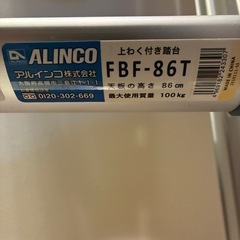 ALINCO
アルインコ株式会社
0120-302-669
上わく付き踏台
FBF-86T
天板の高さ 86cm
最大使用質量 100kg
MADE IN CHINA